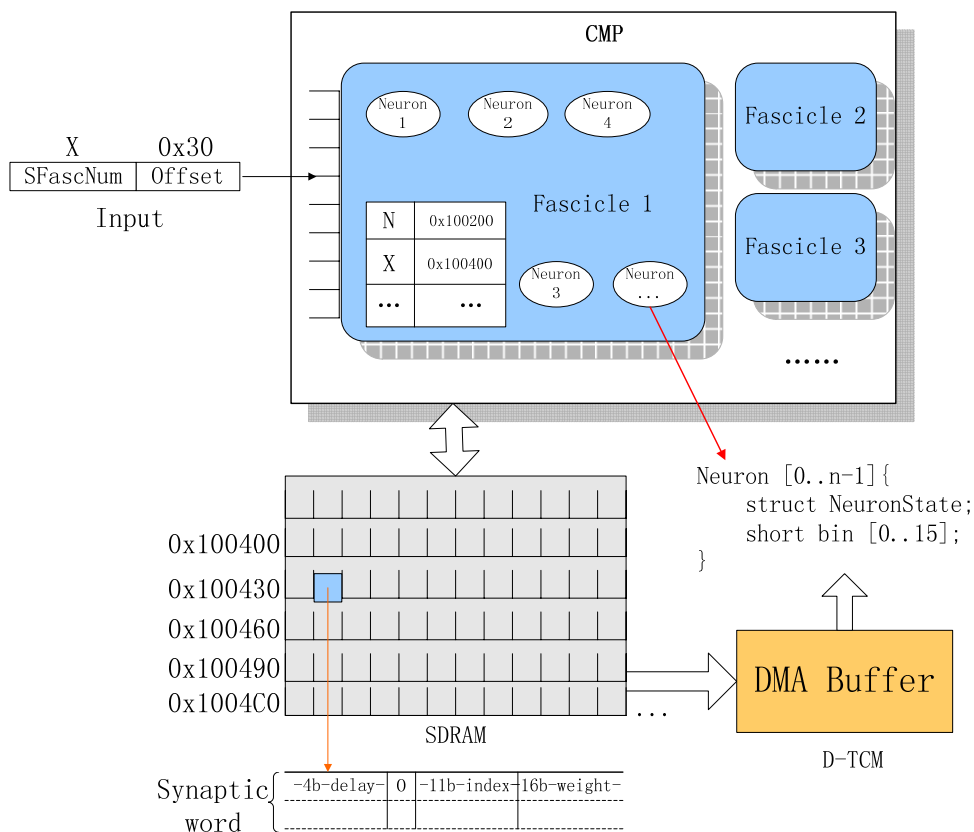 CMP
Neuron
1
Neuron
2
Neuron
4
Fascicle 2
X 0x30
SFascNum Offset
Input
Fascicle 1
N 0x100200
X 0x100400
... ...
Neuron
3
Neuron
...
Fascicle 3
......
Neuron [0..n-1]{
struct NeuronState;
short bin [0..15];
}
0x100400
0x100430
0x100460
0x100490
0x1004C0
...
SDRAM
DMA Buffer
D-TCM
Synaptic
word
-4b-delay- 0 -11b-index- 16b-weight-